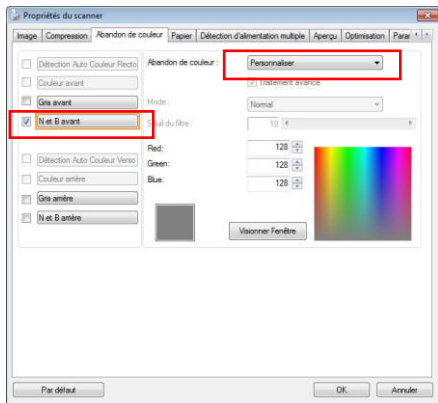 Propriétés du scanner
Image Compression Abandon de couleur Papier Détection d'alimentation multiple Aperçu Optimisation Parar
Détection Auto Couleur Recto
Abandon de couleur :
Personnaliser
Couleur avant
Traitement avancé
Gris avant
Mode :
Normal
N et B avant
Seuil du filtre :
10
Red:
128
Détection Auto Couleur Verso
Green:
128
Couleur arrière
Blue:
128
Gris arrière
N et B arrière
Visionner Fenêtre
Par défaut
OK
Annuler